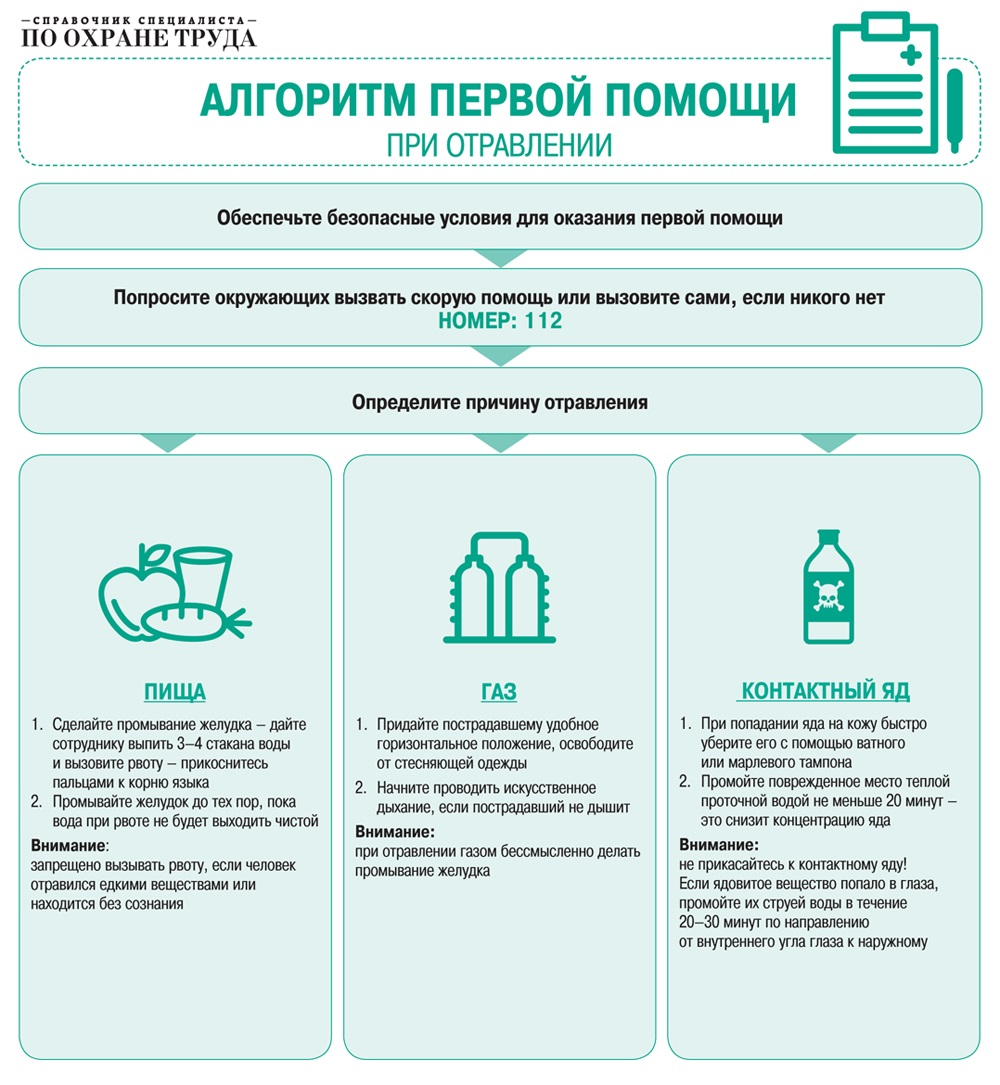 СПРАВОЧНИК СПЕЦИАЛИСТА
ПО ОХРАНЕ ТРУДА
АЛГОРИТМ ПЕРВОЙ ПОМОЩИ
ПРИ ОТРАВЛЕНИИ
Обеспечьте безопасные условия для оказания первой помощи
Попросите окружающих вызвать скорую помощь или вызовите сами, если никого нет
НОМЕР: 112
Определите причину отравления
ПИЩА
1. Сделайте промывание желудка – дайте
сотруднику выпить 3–4 стакана воды
и вызовите рвоту – прикоснитесь
пальцами к корню языка
2. Промывайте желудок до тех пор, пока
вода при рвоте не будет выходить чистой
Внимание:
запрещено вызывать рвоту, если человек
отравился едкими веществами или
находится без сознания
ГАЗ
1. Придайте пострадавшему удобное
горизонтальное положение, освободите
от стесняющей одежды
2. Начните проводить искусственное
дыхание, если пострадавший не дышит
Внимание:
при отравлении газом бессмысленно делать
промывание желудка
КОНТАКТНЫЙ ЯД
1. При попадании яда на кожу быстро
уберите его с помощью ватного
или марлевого тампона
2. Промойте поврежденное место теплой
проточной водой не меньше 20 минут –
это снизит концентрацию яда
Внимание:
не прикасайтесь к контактному яду!
Если ядовитое вещество попало в глаза,
промойте их струей воды в течение
20–30 минут по направлению
от внутреннего угла глаза к наружному